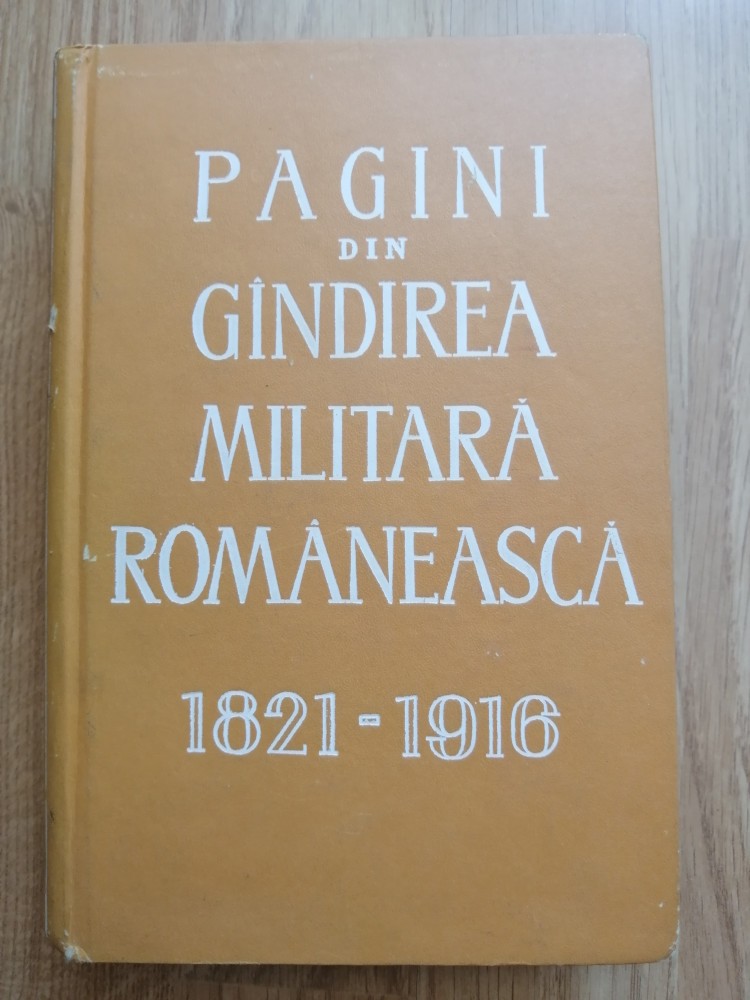 PAGINI
DIN
GÎNDIREA
MILITARĂ
ROMÂNEASCĂ
1821-1916